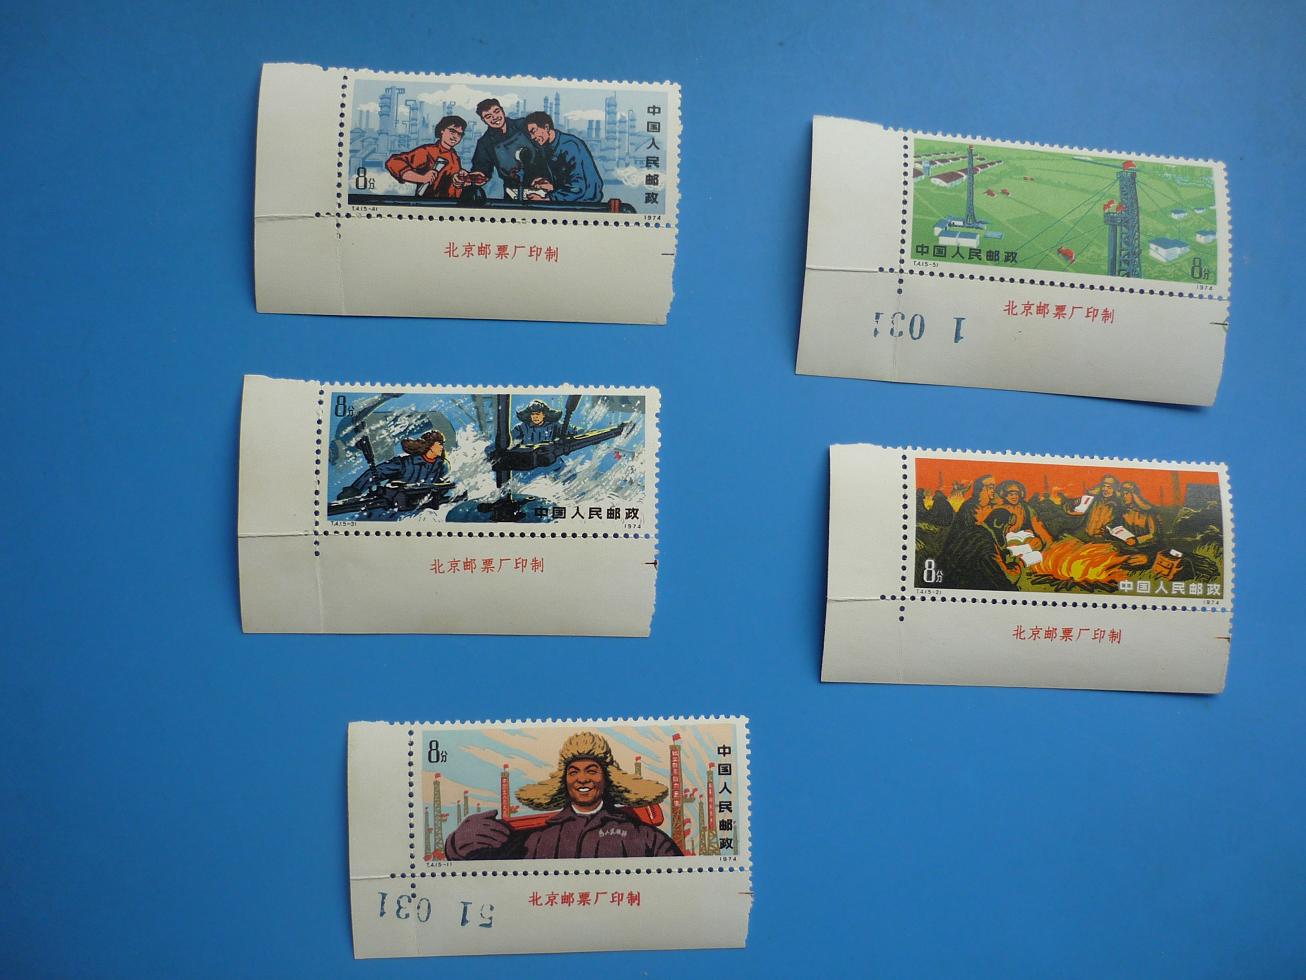 中国人民邮政
8分
T.4.(5-4)
1974
北京邮票厂印制
中国人民邮政
8分
T.4.(5-5)
1974
北京邮票厂印制
1 031
8分
中国人民邮政
T.4.(5-3)
1974
北京邮票厂印制
8分
中国人民邮政
T.4.(5-2)
1974
北京邮票厂印制
8分
中国人民邮政
T.4.(5-1)
1974
北京邮票厂印制
51 031